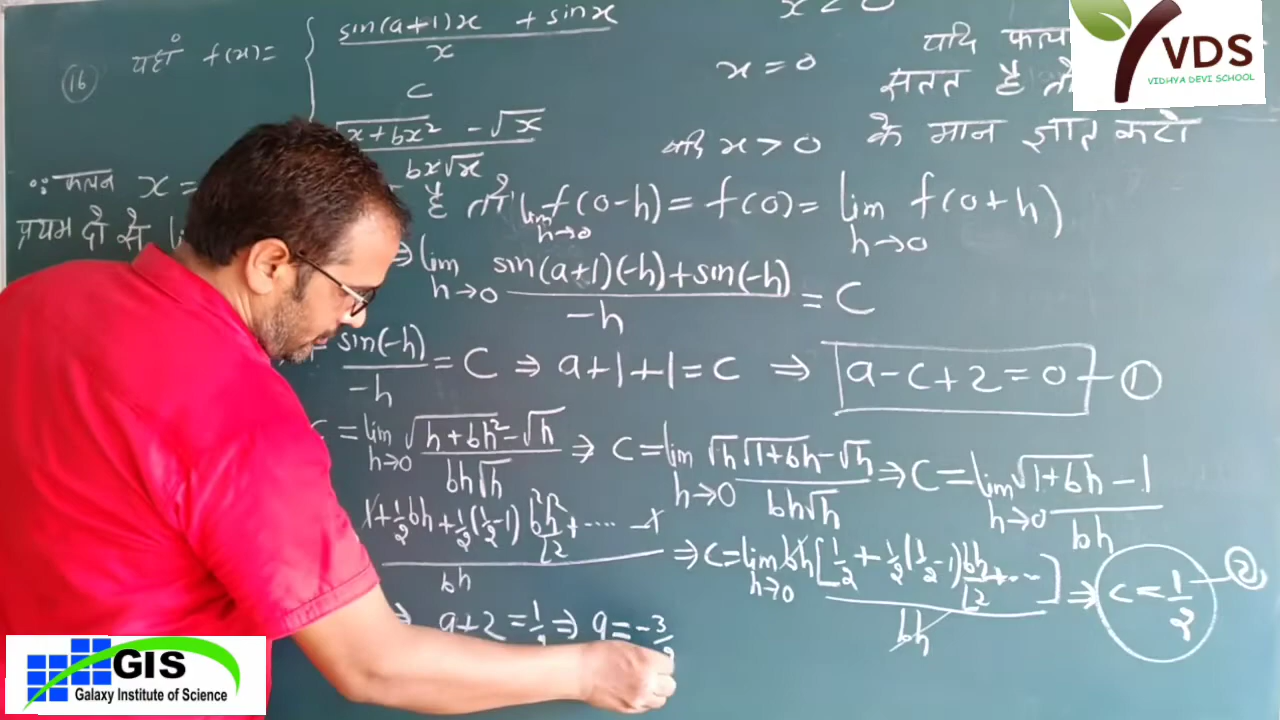 (16) यहाँ f(x)= { sin(a+1)x + sinx / x x < 0
C x = 0
√x+bx² - √x / bx√x यदि x > 0
यदि
सतत है तो
के मान ज्ञात करो
∵ फलन x = है तो lim h→0 f(0-h) = f(0) = lim h→0 f(0+h)
प्रथम दो से ⇒ lim h→0 sin(a+1)(-h)+sin(-h) / -h = C
sin(-h) / -h = C ⇒ a+1+1 = C ⇒ a-c+2=0 - ①
C = lim h→0 √h+bh² - √h / bh√h ⇒ C = lim h→0 √h √1+bh - √h / bh√h ⇒ C = lim h→0 √1+bh - 1 / bh
1+½bh+½(½-1) b²h²/⌊2 + ···· -1 / bh ⇒ C = lim h→0 bh[½ + ½(½-1) bh/⌊2 + ···] / bh ⇒ c = ½ - ②
⇒ a+2 = ½ ⇒ a = -3/2
VDS
VIDHYA DEVI SCHOOL
GIS
Galaxy Institute of Science